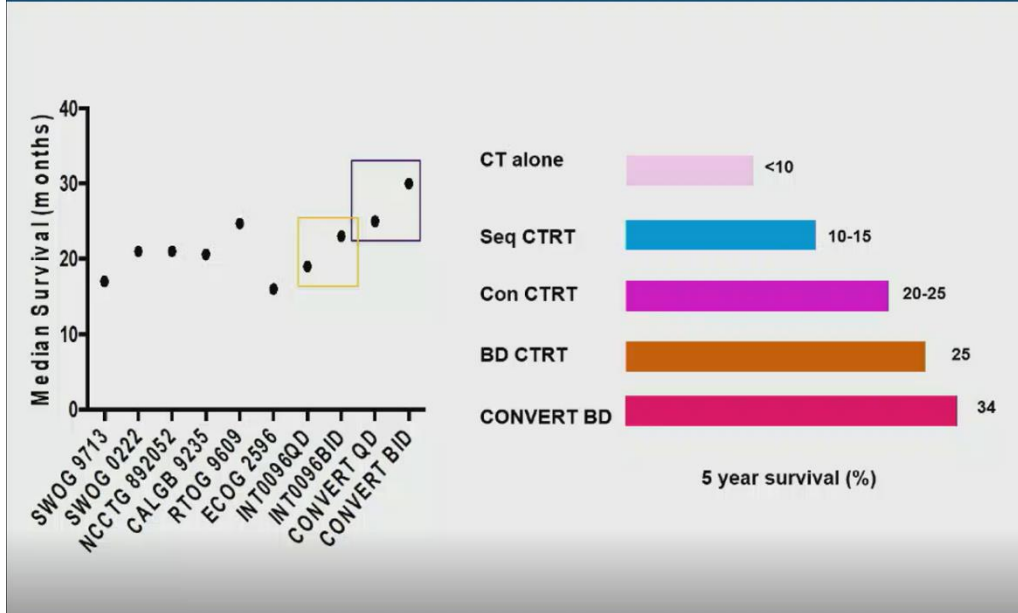 Median Survival (months)
40
30
20
10
0
SWOG 9713
SWOG 0222
NCCTG 892052
CALGB 9235
RTOG 9609
ECOG 2596
INT0096QD
INT0096BID
CONVERT QD
CONVERT BID
CT alone <10
Seq CTRT 10-15
Con CTRT 20-25
BD CTRT 25
CONVERT BD 34
5 year survival (%)